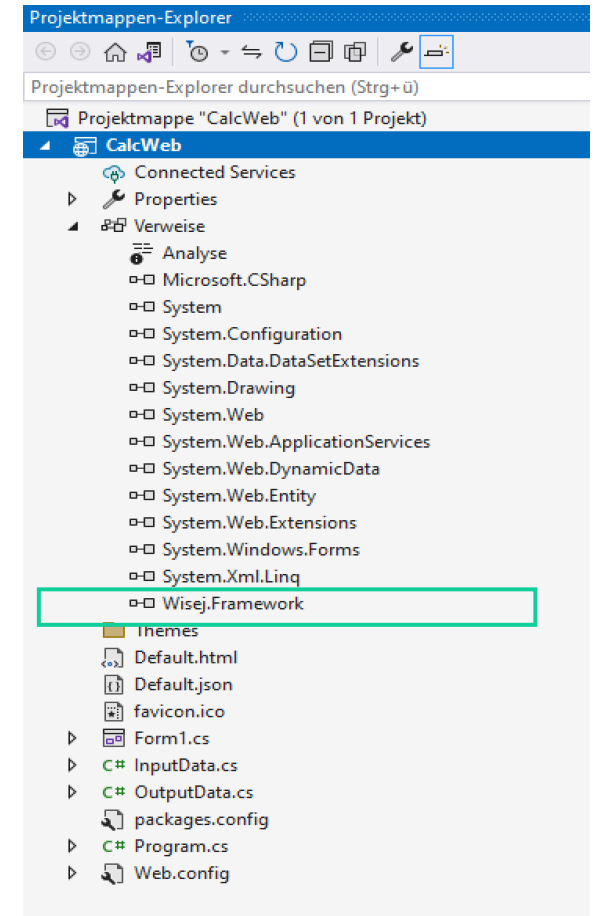 Projektmappen-Explorer
Projektmappen-Explorer durchsuchen (Strg+ü)
Projektmappe "CalcWeb" (1 von 1 Projekt)
CalcWeb
Connected Services
Properties
Verweise
Analyse
Microsoft.CSharp
System
System.Configuration
System.Data.DataSetExtensions
System.Drawing
System.Web
System.Web.ApplicationServices
System.Web.DynamicData
System.Web.Entity
System.Web.Extensions
System.Windows.Forms
System.Xml.Linq
Wisej.Framework
Themes
Default.html
Default.json
favicon.ico
Form1.cs
C# InputData.cs
C# OutputData.cs
packages.config
C# Program.cs
Web.config